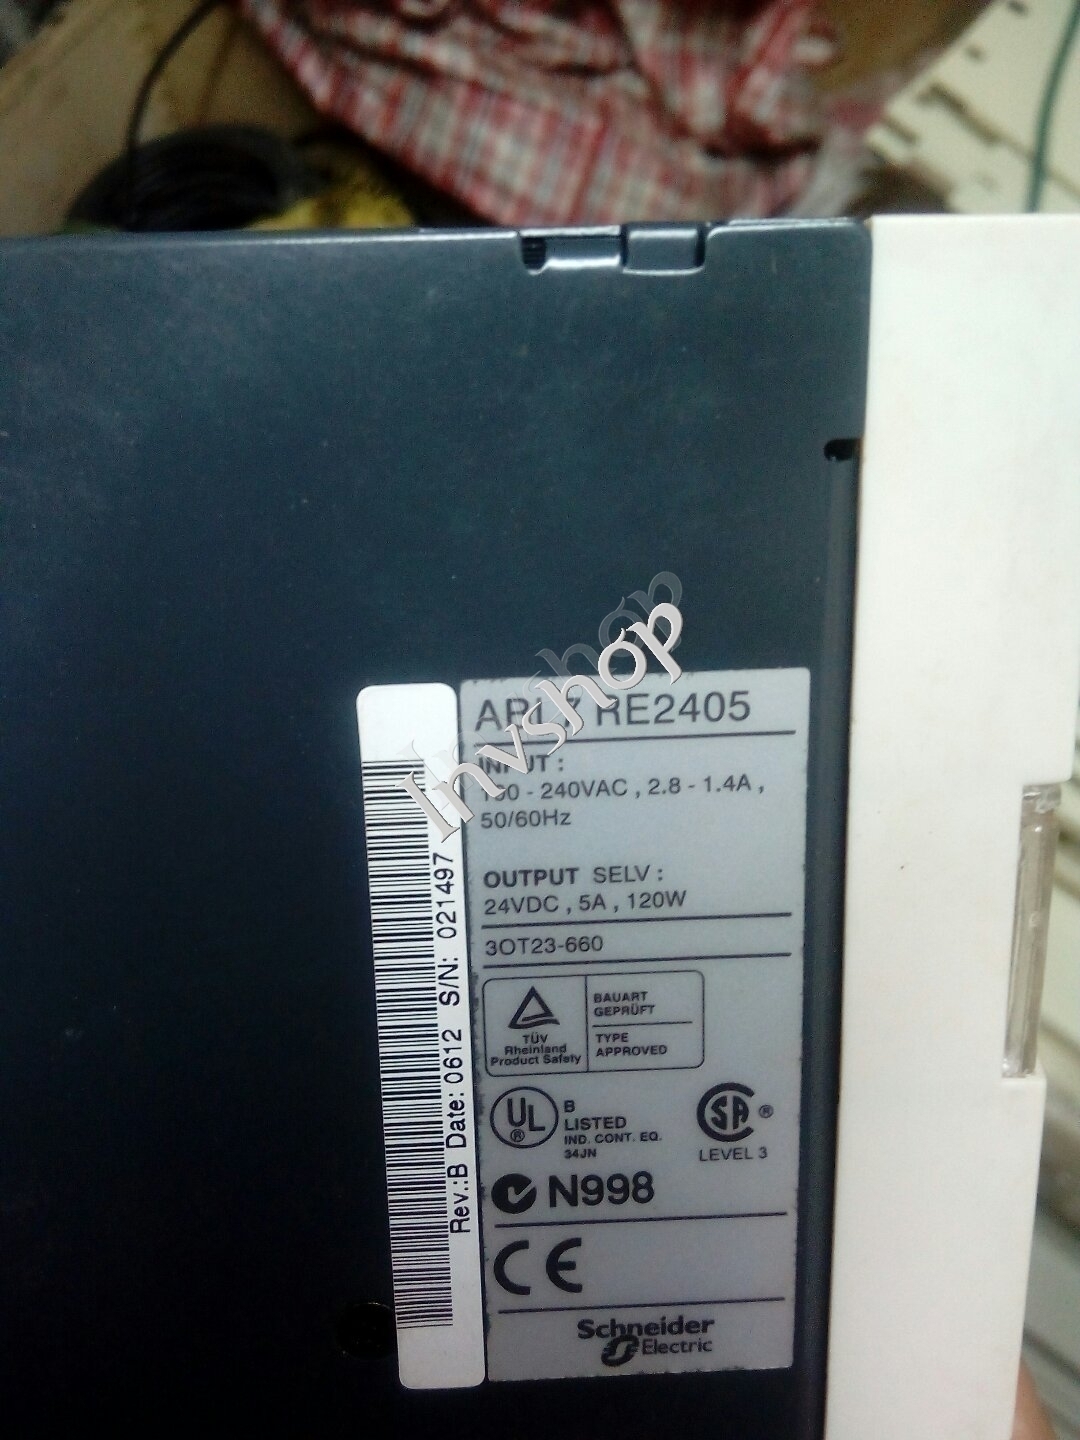 Invshop
RE2405
INPUT :
- 240VAC , 2.8 - 1.4A ,
50/60Hz
OUTPUT SELV :
24VDC , 5A , 120W
3OT23-660
TÜV
Rheinland
Product Safety
BAUART
GEPRÜFT
TYPE
APPROVED
UL
®
B
LISTED
IND. CONT. EQ.
34JN
SA ®
LEVEL 3
N998
CE
Schneider
Electric
Rev.:B Date: 0612 S/N: 021497